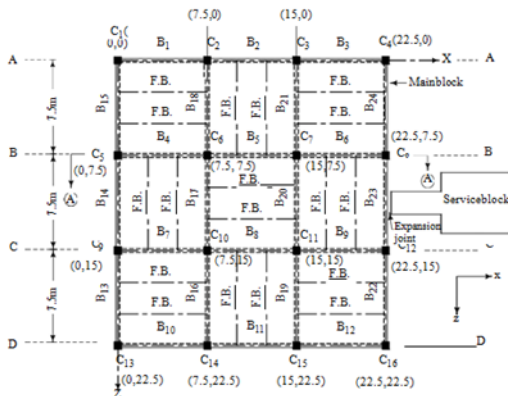 C1( 0,0)
(7.5,0)
(15,0)
B1
C2
B2
C3
B3
C4
(22.5,0)
A
X
A
F.B.
F.B.
Mainblock
7.5m
B15
B18
F.B.
F.B.
B21
B24
F.B.
F.B.
B4
C6
B5
C7
B6
(22.5,7.5)
B
C5
B
(0,7.5)
(7.5, 7.5)
(15,7.5)
A
A
F.B.
Serviceblock
7.5m
B14
F.B.
F.B.
B17
B20
F.B.
F.B.
B23
F.B.
B7
C10
B8
C11
B9
Expansion joint
C
C9
C12
C
(0,15)
(7.5,15)
(15,15)
(22.5,15)
F.B.
F.B.
x
7.5m
B13
F.B.
B16
F.B.
F.B.
B19
F.B.
B22
z
B10
B11
B12
D
D
C13
C14
C15
C16
(0,22.5)
(7.5,22.5)
(15,22.5)
(22.5,22.5)
Z